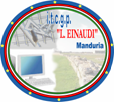 i.t.c.g.p.
"L. EINAUDI"
Manduria